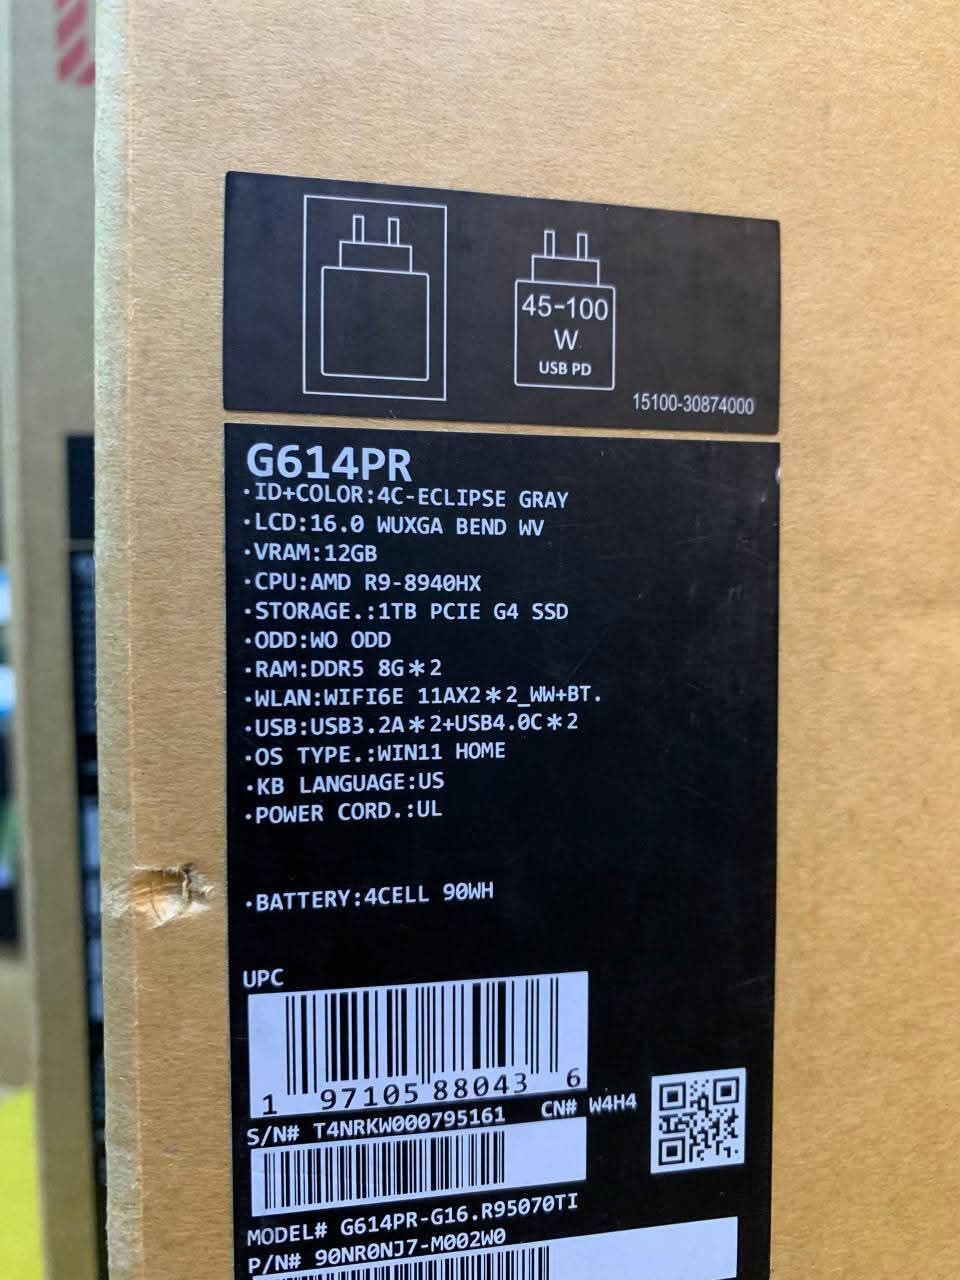 45-100
W
USB PD
15100-30874000
G614PR
·ID+COLOR:4C-ECLIPSE GRAY
·LCD:16.0 WUXGA BEND WV
·VRAM:12GB
·CPU:AMD R9-8940HX
·STORAGE.:1TB PCIE G4 SSD
·ODD:WO ODD
·RAM:DDR5 8G*2
·WLAN:WIFI6E 11AX2*2_WW+BT.
·USB:USB3.2A*2+USB4.0C*2
·OS TYPE.:WIN11 HOME
·KB LANGUAGE:US
·POWER CORD.:UL
·BATTERY:4CELL 90WH
UPC
1 97105 88043 6
S/N# T4NRKW000795161 CN# W4H4
MODEL# G614PR-G16.R95070TI
P/N# 90NR0NJ7-M002W0